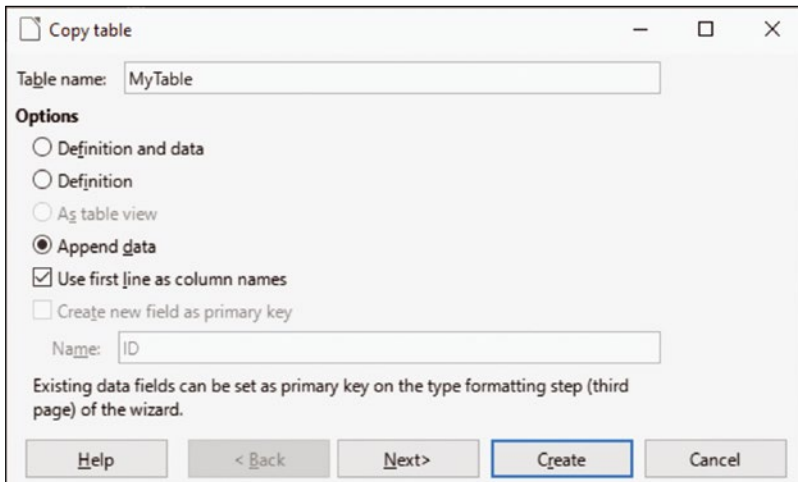 Copy table
Table name: MyTable
Options
Definition and data
Definition
As table view
Append data
Use first line as column names
Create new field as primary key
Name: ID
Existing data fields can be set as primary key on the type formatting step (third
page) of the wizard.
Help < Back Next> Create Cancel